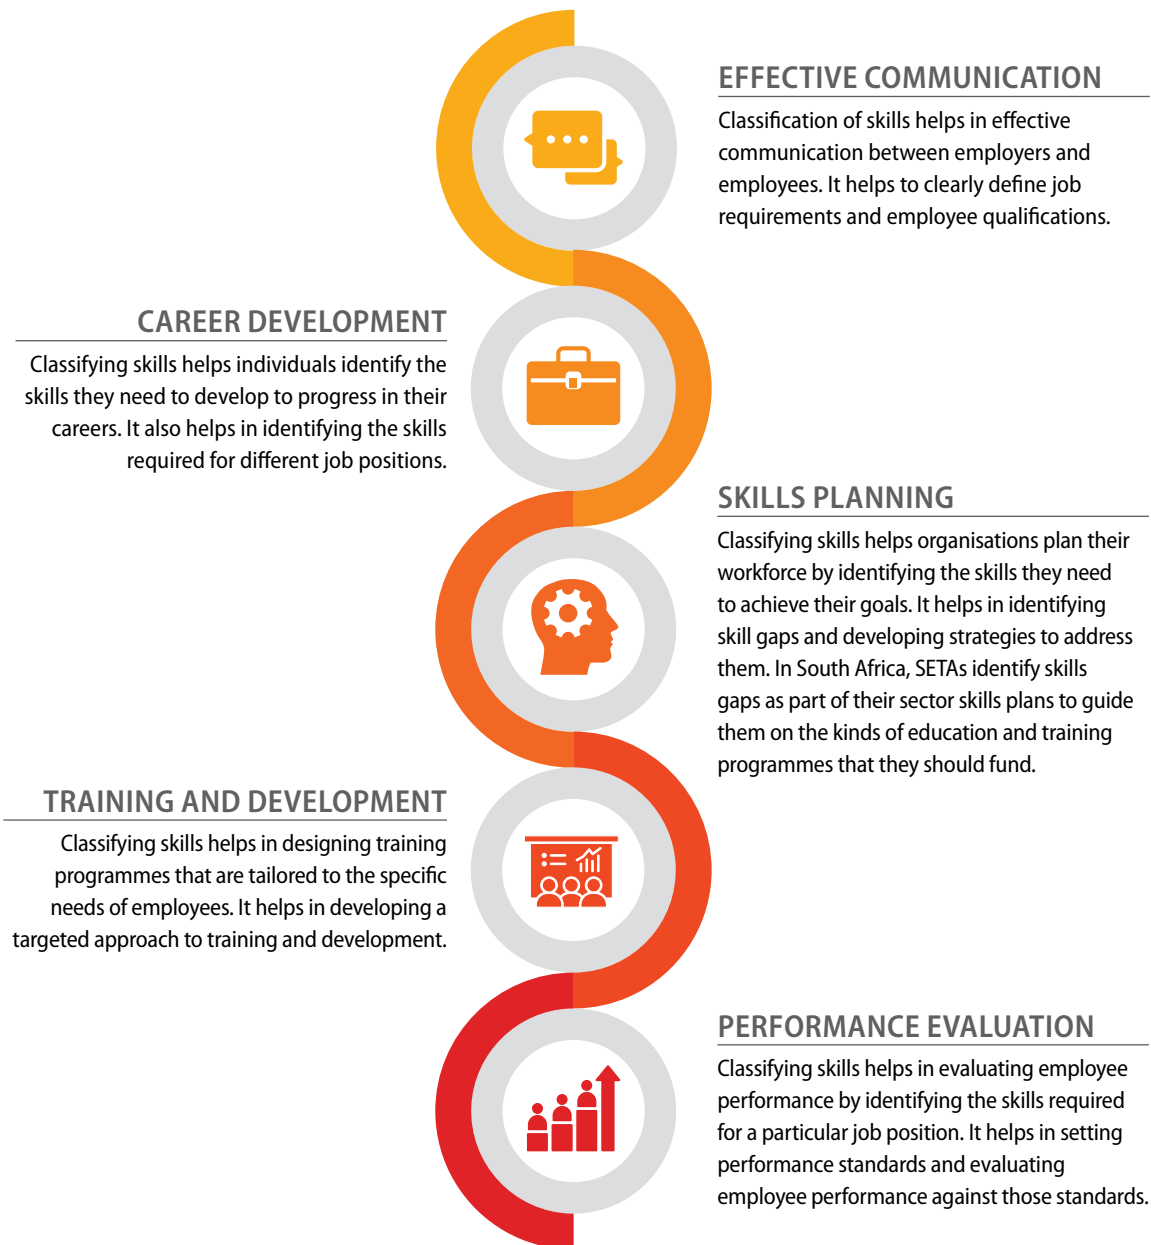 EFFECTIVE COMMUNICATION
Classification of skills helps in effective
communication between employers and
employees. It helps to clearly define job
requirements and employee qualifications.
CAREER DEVELOPMENT
Classifying skills helps individuals identify the
skills they need to develop to progress in their
careers. It also helps in identifying the skills
required for different job positions.
SKILLS PLANNING
Classifying skills helps organisations plan their
workforce by identifying the skills they need
to achieve their goals. It helps in identifying
skill gaps and developing strategies to address
them. In South Africa, SETAs identify skills
gaps as part of their sector skills plans to guide
them on the kinds of education and training
programmes that they should fund.
TRAINING AND DEVELOPMENT
Classifying skills helps in designing training
programmes that are tailored to the specific
needs of employees. It helps in developing a
targeted approach to training and development.
PERFORMANCE EVALUATION
Classifying skills helps in evaluating employee
performance by identifying the skills required
for a particular job position. It helps in setting
performance standards and evaluating
employee performance against those standards.